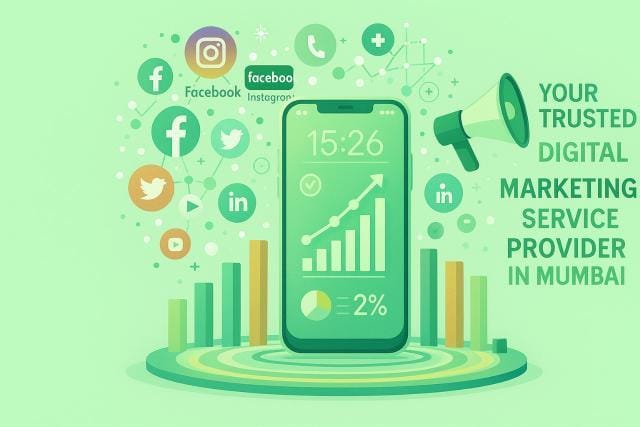 faceboo
Facebook
Instagram
15:26
2%
YOUR
TRUSTED
DIGITAL
MARKETING
SERVICE
PROVIDER
IN MUMBAI